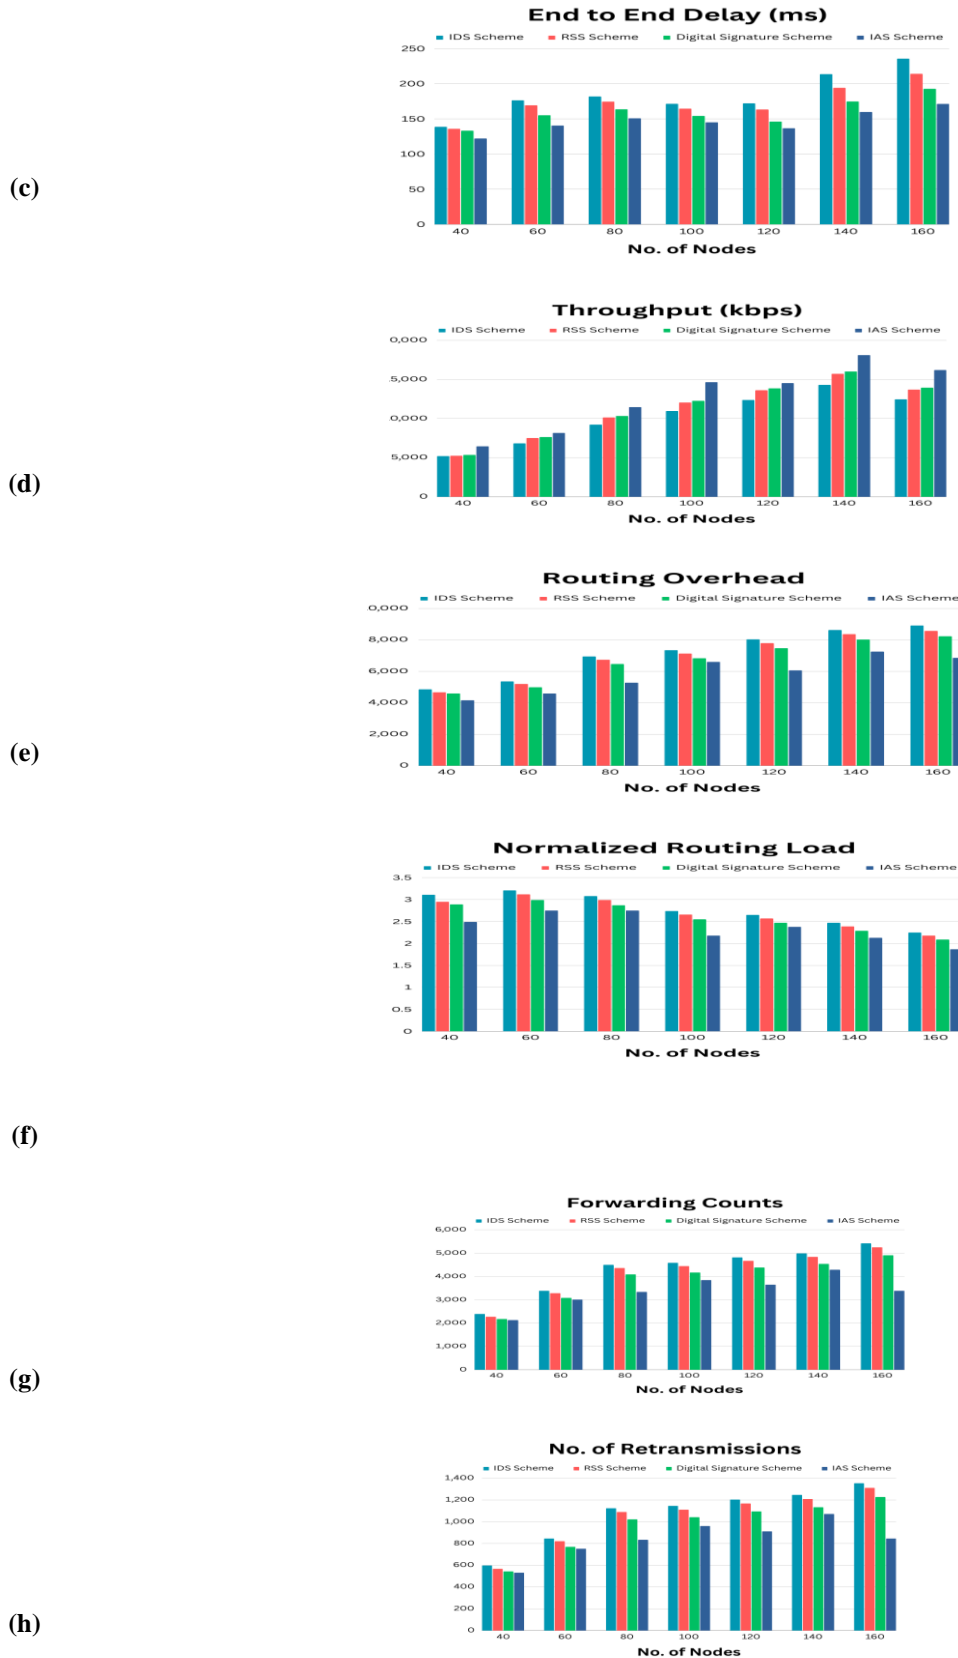 End to End Delay (ms)
IDS Scheme RSS Scheme Digital Signature Scheme IAS Scheme
250
200
150
100
50
0
40 60 80 100 120 140 160
No. of Nodes
(c)
Throughput (kbps)
IDS Scheme RSS Scheme Digital Signature Scheme IAS Scheme
0,000
5,000
0,000
5,000
0
40 60 80 100 120 140 160
No. of Nodes
(d)
Routing Overhead
IDS Scheme RSS Scheme Digital Signature Scheme IAS Scheme
0,000
8,000
6,000
4,000
2,000
0
40 60 80 100 120 140 160
No. of Nodes
(e)
Normalized Routing Load
IDS Scheme RSS Scheme Digital Signature Scheme IAS Scheme
3.5
3
2.5
2
1.5
1
0.5
0
40 60 80 100 120 140 160
No. of Nodes
(f)
Forwarding Counts
IDS Scheme RSS Scheme Digital Signature Scheme IAS Scheme
6,000
5,000
4,000
3,000
2,000
1,000
0
40 60 80 100 120 140 160
No. of Nodes
(g)
No. of Retransmissions
IDS Scheme RSS Scheme Digital Signature Scheme IAS Scheme
1,400
1,200
1,000
800
600
400
200
0
40 60 80 100 120 140 160
No. of Nodes
(h)